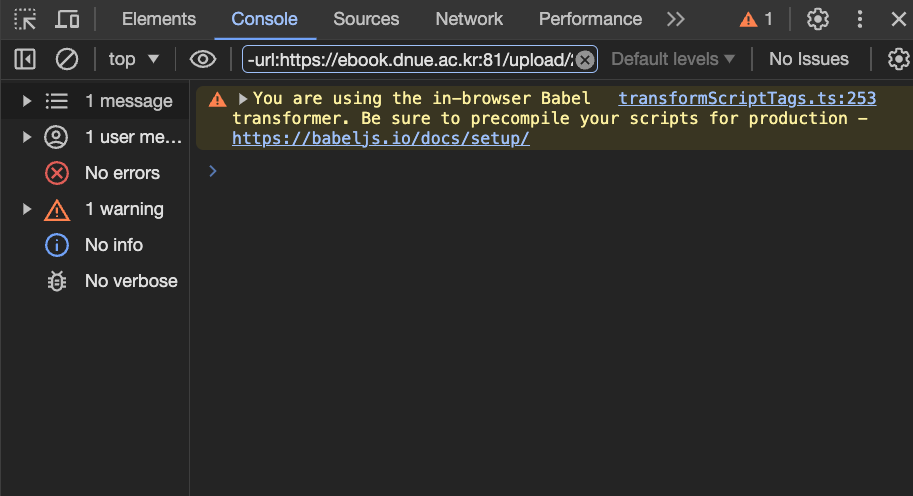 Elements Console Sources Network Performance 1
top -url:https://ebook.dnue.ac.kr:81/upload/ Default levels No Issues
1 message
1 user me…
No errors
1 warning
No info
No verbose
You are using the in-browser Babel transformScriptTags.ts:253
transformer. Be sure to precompile your scripts for production -
https://babeljs.io/docs/setup/